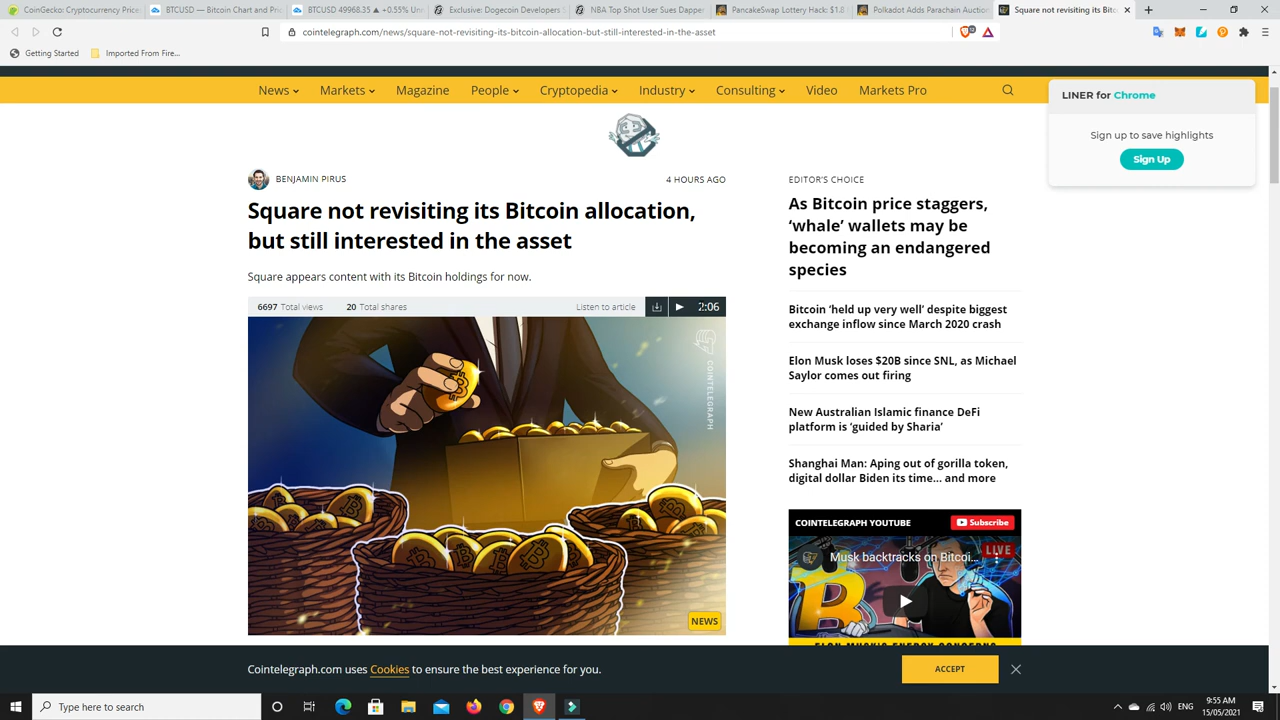 CoinGecko: Cryptocurrency Price
BTCUSD — Bitcoin Chart and Pric
BTCUSD 49968.35 ▲ +0.55% Unn
Exclusive: Dogecoin Developers
NBA Top Shot User Sues Dapper
PancakeSwap Lottery Hack: $1.8
Polkadot Adds Parachain Auction
Square not revisiting its Bitco
cointelegraph.com/news/square-not-revisiting-its-bitcoin-allocation-but-still-interested-in-the-asset
Getting Started
Imported From Fire...
News
Markets
Magazine
People
Cryptopedia
Industry
Consulting
Video
Markets Pro
LINER for Chrome
Sign up to save highlights
Sign Up
BENJAMIN PIRUS
4 HOURS AGO
Square not revisiting its Bitcoin allocation,
but still interested in the asset
Square appears content with its Bitcoin holdings for now.
6697 Total views
20 Total shares
Listen to article
2:06
COINTELEGRAPH
NEWS
EDITOR'S CHOICE
As Bitcoin price staggers,
‘whale’ wallets may be
becoming an endangered
species
Bitcoin ‘held up very well’ despite biggest
exchange inflow since March 2020 crash
Elon Musk loses $20B since SNL, as Michael
Saylor comes out firing
New Australian Islamic finance DeFi
platform is ‘guided by Sharia’
Shanghai Man: Aping out of gorilla token,
digital dollar Biden its time... and more
COINTELEGRAPH YOUTUBE
Subscribe
Musk backtracks on Bitcoi...
LIVE
Cointelegraph.com uses Cookies to ensure the best experience for you.
ACCEPT
Type here to search
ENG
9:55 AM
15/05/2021